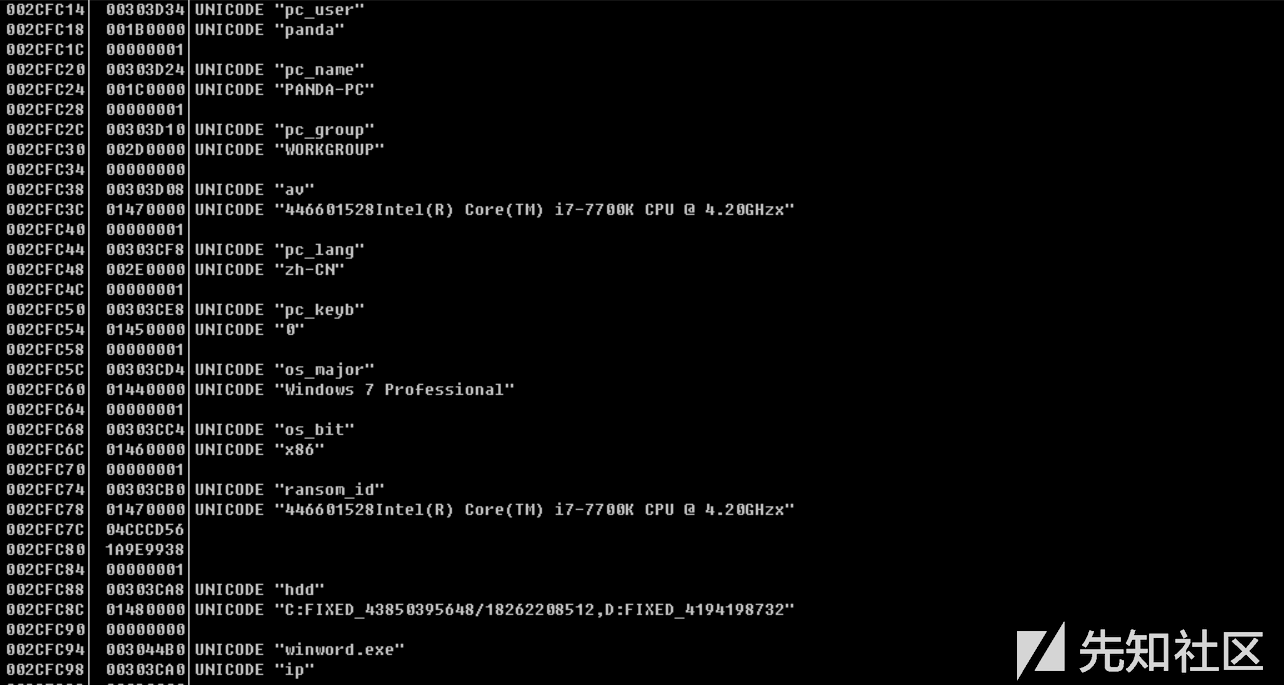 002CFC14 00303D34 UNICODE "pc_user"
002CFC18 001B0000 UNICODE "panda"
002CFC1C 00000001
002CFC20 00303D24 UNICODE "pc_name"
002CFC24 001C0000 UNICODE "PANDA-PC"
002CFC28 00000001
002CFC2C 00303D10 UNICODE "pc_group"
002CFC30 002D0000 UNICODE "WORKGROUP"
002CFC34 00000000
002CFC38 00303D08 UNICODE "av"
002CFC3C 01470000 UNICODE "446601528Intel(R) Core(TM) i7-7700K CPU @ 4.20GHzx"
002CFC40 00000001
002CFC44 00303CF8 UNICODE "pc_lang"
002CFC48 002E0000 UNICODE "zh-CN"
002CFC4C 00000001
002CFC50 00303CE8 UNICODE "pc_keyb"
002CFC54 01450000 UNICODE "0"
002CFC58 00000001
002CFC5C 00303CD4 UNICODE "os_major"
002CFC60 01440000 UNICODE "Windows 7 Professional"
002CFC64 00000001
002CFC68 00303CC4 UNICODE "os_bit"
002CFC6C 01460000 UNICODE "x86"
002CFC70 00000001
002CFC74 00303CB0 UNICODE "ransom_id"
002CFC78 01470000 UNICODE "446601528Intel(R) Core(TM) i7-7700K CPU @ 4.20GHzx"
002CFC7C 04CCCD56
002CFC80 1A9E9938
002CFC84 00000001
002CFC88 00303CA8 UNICODE "hdd"
002CFC8C 01480000 UNICODE "C:FIXED_43850395648/18262208512,D:FIXED_4194198732"
002CFC90 00000000
002CFC94 003044B0 UNICODE "winword.exe"
002CFC98 00303CA0 UNICODE "ip"
先知社区